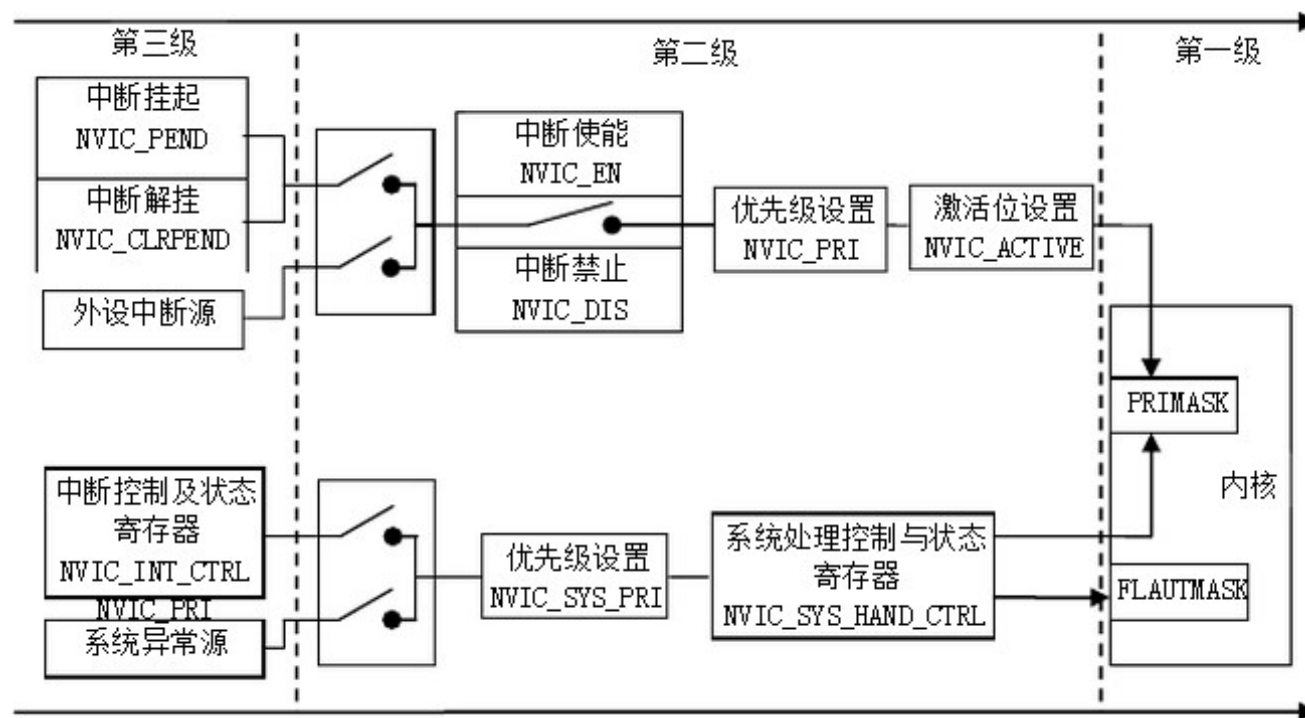 第三级
第二级
第一级
中断挂起
NVIC_PEND
中断解挂
NVIC_CLRPEND
外设中断源
中断使能
NVIC_EN
中断禁止
NVIC_DIS
优先级设置
NVIC_PRI
激活位设置
NVIC_ACTIVE
PRIMASK
内核
FLAUTMASK
中断控制及状态
寄存器
NVIC_INT_CTRL
NVIC_PRI
系统异常源
优先级设置
NVIC_SYS_PRI
系统处理控制与状态
寄存器
NVIC_SYS_HAND_CTRL